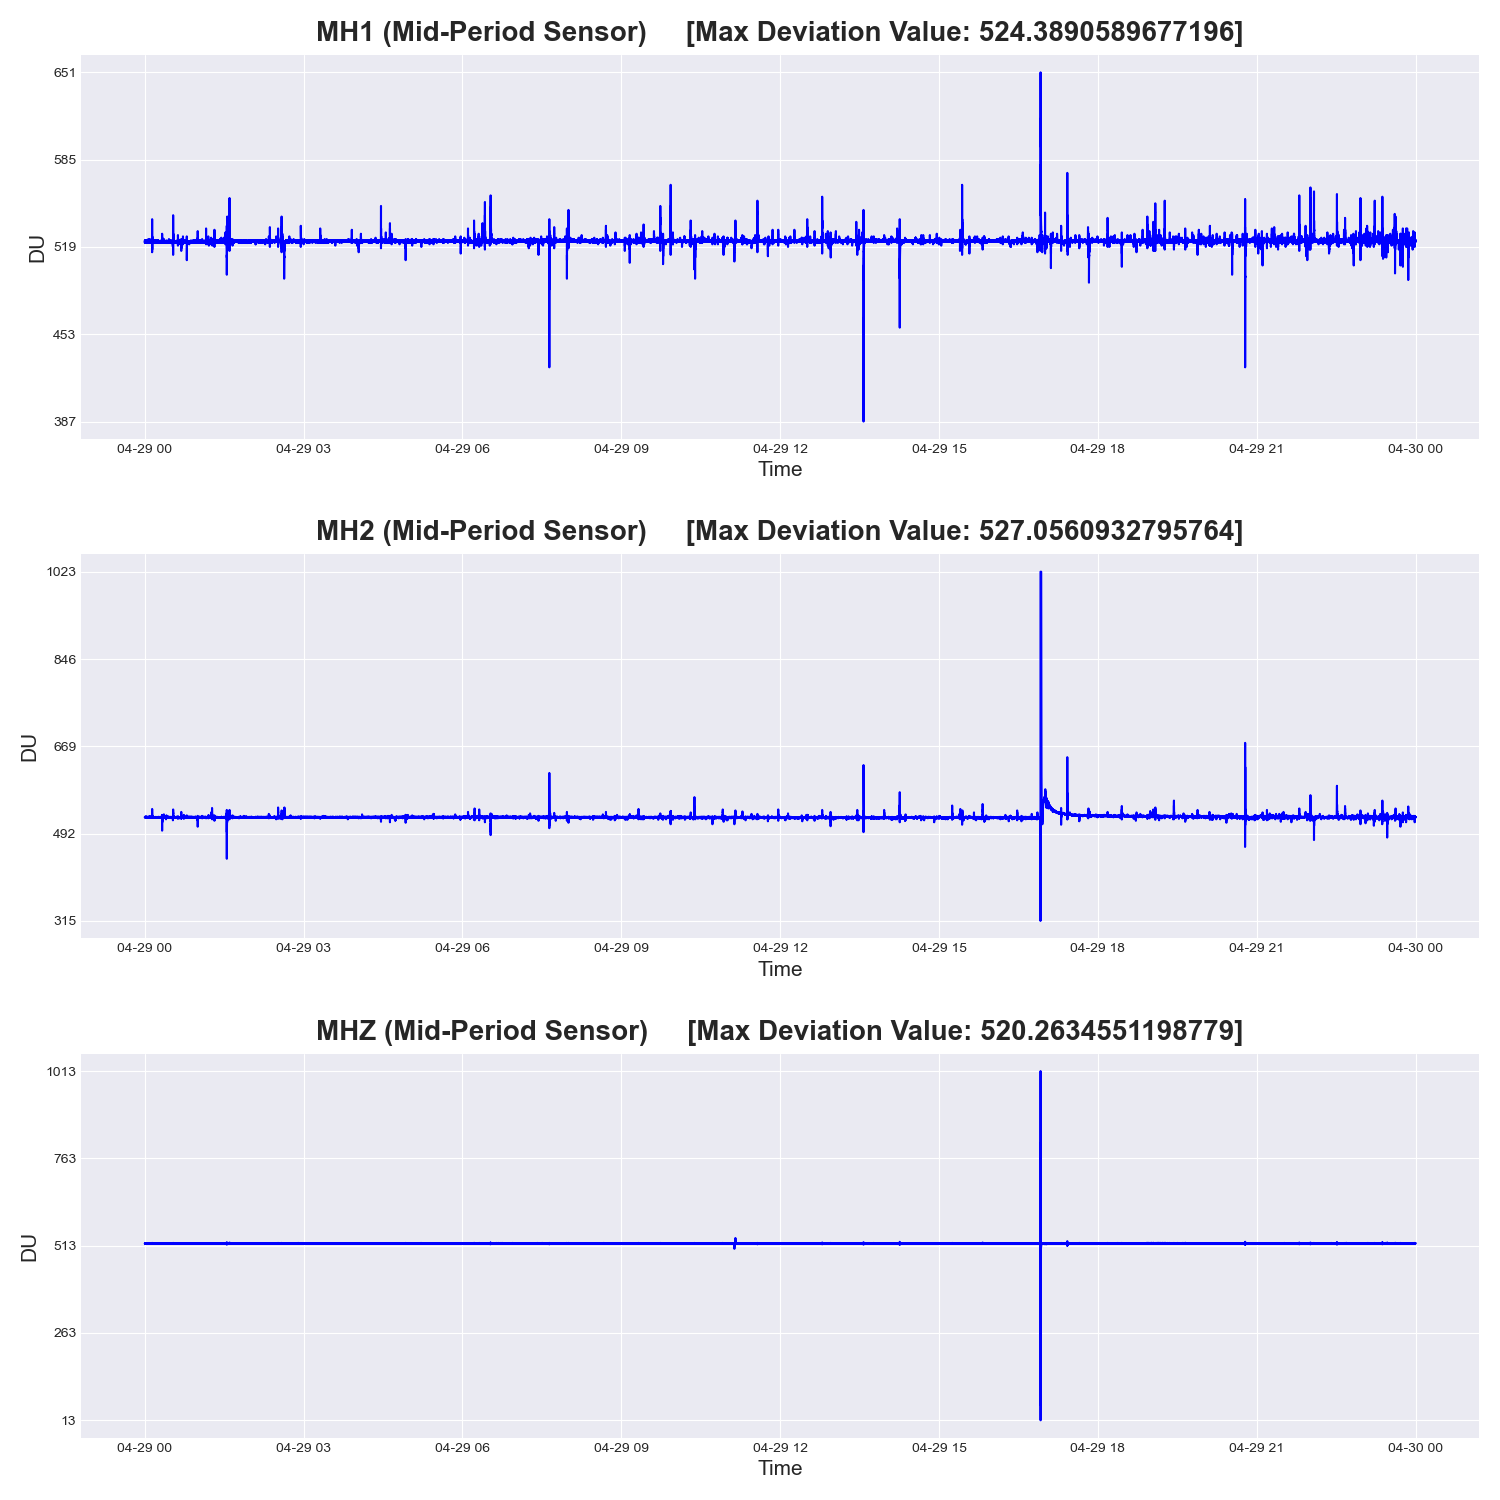 MH1 (Mid-Period Sensor) [Max Deviation Value: 524.3890589677196]
651
585
519
453
387
DU
04-29 00 04-29 03 04-29 06 04-29 09 04-29 12 04-29 15 04-29 18 04-29 21 04-30 00
Time
MH2 (Mid-Period Sensor) [Max Deviation Value: 527.0560932795764]
1023
846
669
492
315
DU
04-29 00 04-29 03 04-29 06 04-29 09 04-29 12 04-29 15 04-29 18 04-29 21 04-30 00
Time
MHZ (Mid-Period Sensor) [Max Deviation Value: 520.2634551198779]
1013
763
513
263
13
DU
04-29 00 04-29 03 04-29 06 04-29 09 04-29 12 04-29 15 04-29 18 04-29 21 04-30 00
Time